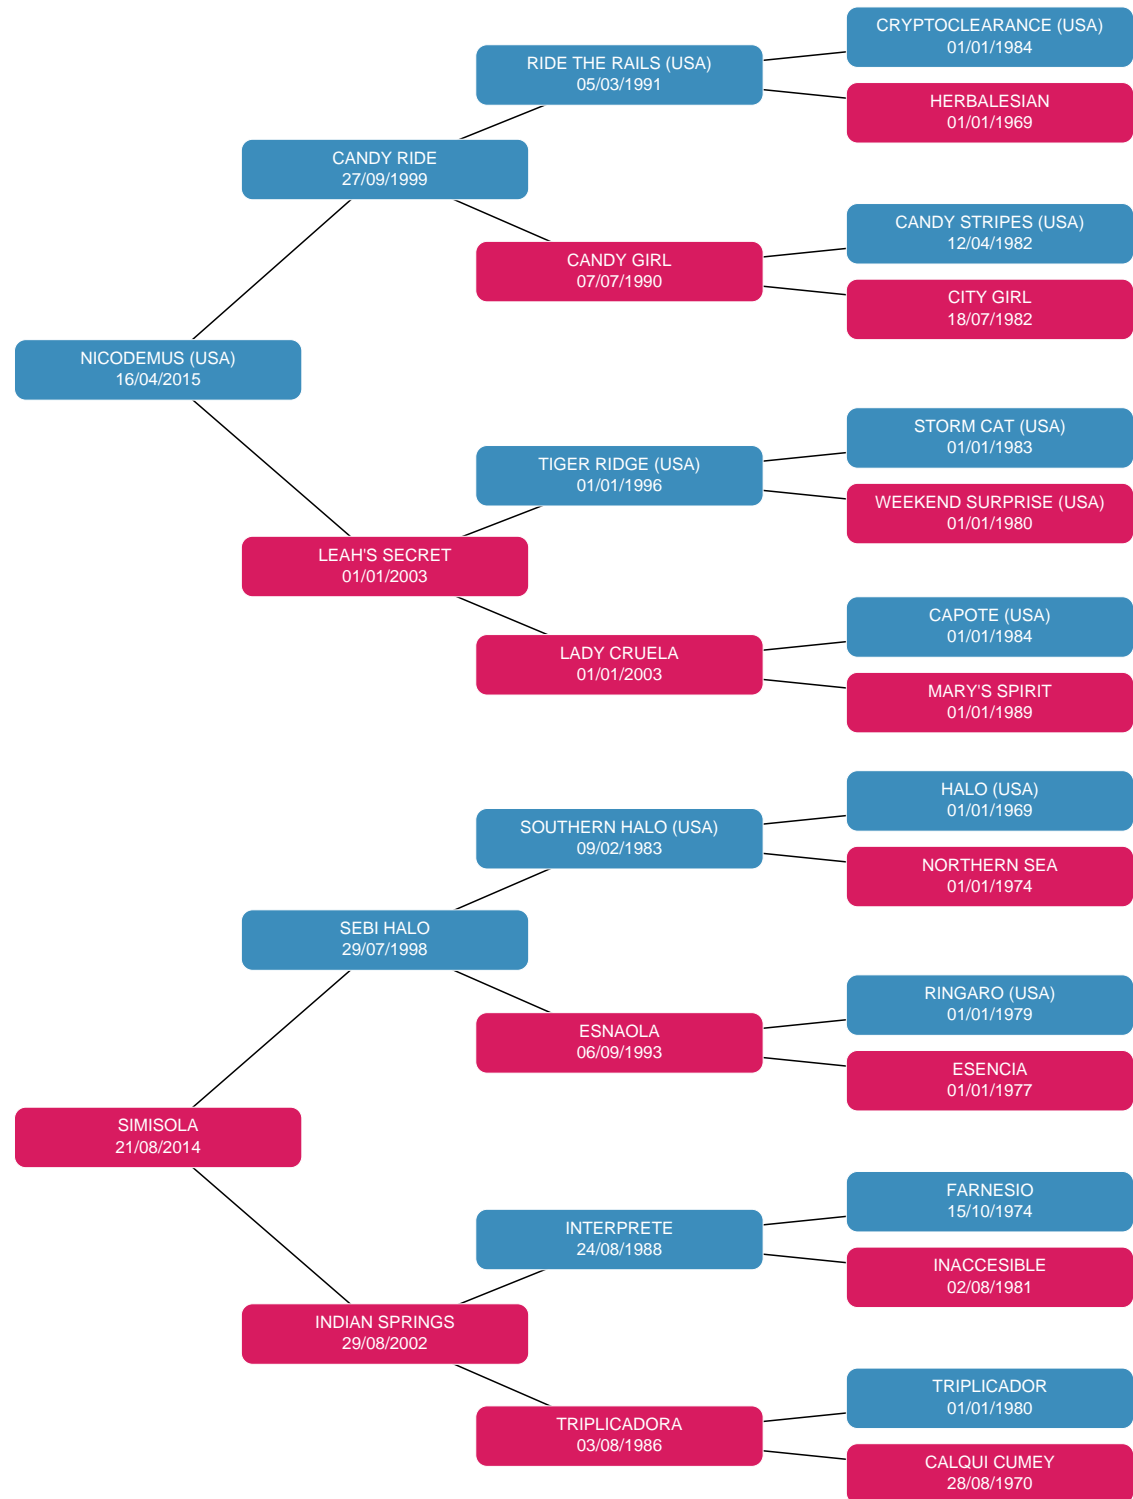 CRYPTOCLEARANCE (USA)
01/01/1984
RIDE THE RAILS (USA)
05/03/1991
HERBALESIAN
01/01/1969
CANDY RIDE
27/09/1999
CANDY STRIPES (USA)
12/04/1982
CANDY GIRL
07/07/1990
CITY GIRL
18/07/1982
NICODEMUS (USA)
16/04/2015
STORM CAT (USA)
01/01/1983
TIGER RIDGE (USA)
01/01/1996
WEEKEND SURPRISE (USA)
01/01/1980
LEAH'S SECRET
01/01/2003
CAPOTE (USA)
01/01/1984
LADY CRUELA
01/01/2003
MARY'S SPIRIT
01/01/1989
HALO (USA)
01/01/1969
SOUTHERN HALO (USA)
09/02/1983
NORTHERN SEA
01/01/1974
SEBI HALO
29/07/1998
RINGARO (USA)
01/01/1979
ESNAOLA
06/09/1993
ESENCIA
01/01/1977
SIMISOLA
21/08/2014
FARNESIO
15/10/1974
INTERPRETE
24/08/1988
INACCESIBLE
02/08/1981
INDIAN SPRINGS
29/08/2002
TRIPLICADOR
01/01/1980
TRIPLICADORA
03/08/1986
CALQUI CUMEY
28/08/1970